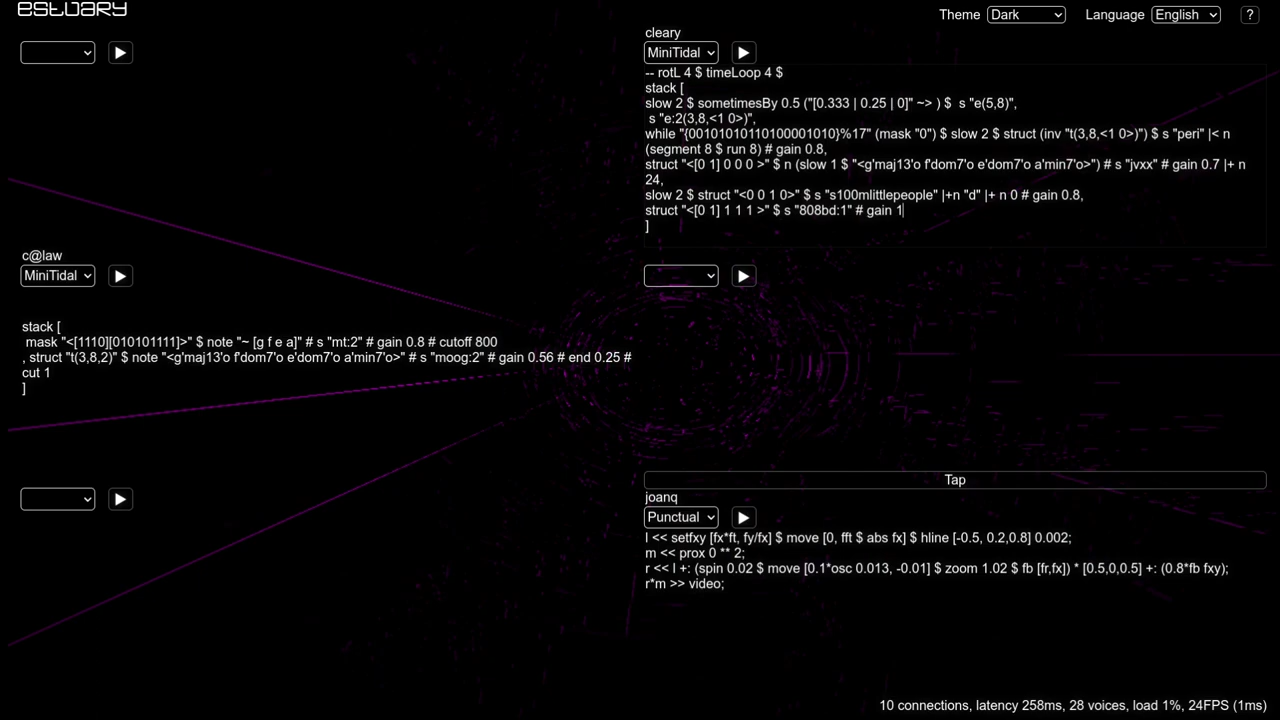 estuary
Theme Dark Language English ?
cleary
MiniTidal
-- rotL 4 $ timeLoop 4 $
stack [
slow 2 $ sometimesBy 0.5 ("[0.333 | 0.25 | 0]" ~> ) $  s "e(5,8)",
 s "e:2(3,8,<1 0>)",
while "{00101010110100001010}%17" (mask "0") $ slow 2 $ struct (inv "t(3,8,<1 0>)") $ s "peri" |< n
(segment 8 $ run 8) # gain 0.8,
struct "<[0 1] 0 0 0 >" $ n (slow 1 $ "<g'maj13'o f'dom7'o e'dom7'o a'min7'o>") # s "jvxx" # gain 0.7 |+ n
24,
slow 2 $ struct "<0 0 1 0>" $ s "s100mlittlepeople" |+n "d" |+ n 0 # gain 0.8,
struct "<[0 1] 1 1 1 >" $ s "808bd:1" # gain 1
]
c@law
MiniTidal
stack [
 mask "<[1110][010101111]>" $ note "~ [g f e a]" # s "mt:2" # gain 0.8 # cutoff 800
, struct "t(3,8,2)" $ note "<g'maj13'o f'dom7'o e'dom7'o a'min7'o>" # s "moog:2" # gain 0.56 # end 0.25 #
cut 1
]
Tap
joanq
Punctual
l << setfxy [fx*ft, fy/fx] $ move [0, fft $ abs fx] $ hline [-0.5, 0.2,0.8] 0.002;
m << prox 0 ** 2;
r << l +: (spin 0.02 $ move [0.1*osc 0.013, -0.01] $ zoom 1.02 $ fb [fr,fx]) * [0.5,0,0.5] +: (0.8*fb fxy);
r*m >> video;
10 connections, latency 258ms, 28 voices, load 1%, 24FPS (1ms)